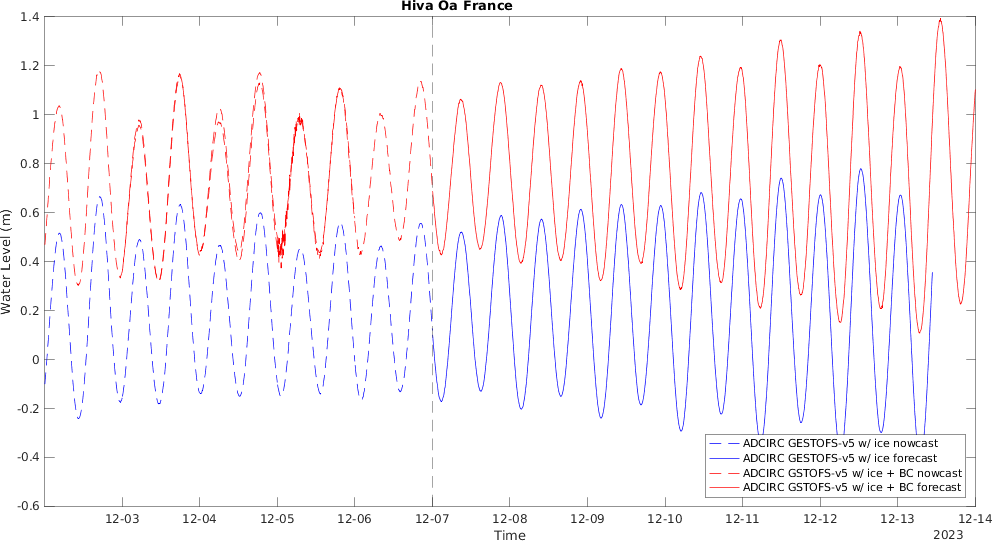 Hiva Oa France
1.4
1.2
1
0.8
0.6
0.4
0.2
0
-0.2
-0.4
-0.6
Water Level (m)
ADCIRC GESTOFS-v5 w/ ice nowcast
ADCIRC GESTOFS-v5 w/ ice forecast
ADCIRC GSTOFS-v5 w/ ice + BC nowcast
ADCIRC GSTOFS-v5 w/ ice + BC forecast
12-03 12-04 12-05 12-06 12-07 12-08 12-09 12-10 12-11 12-12 12-13 12-14
Time
2023